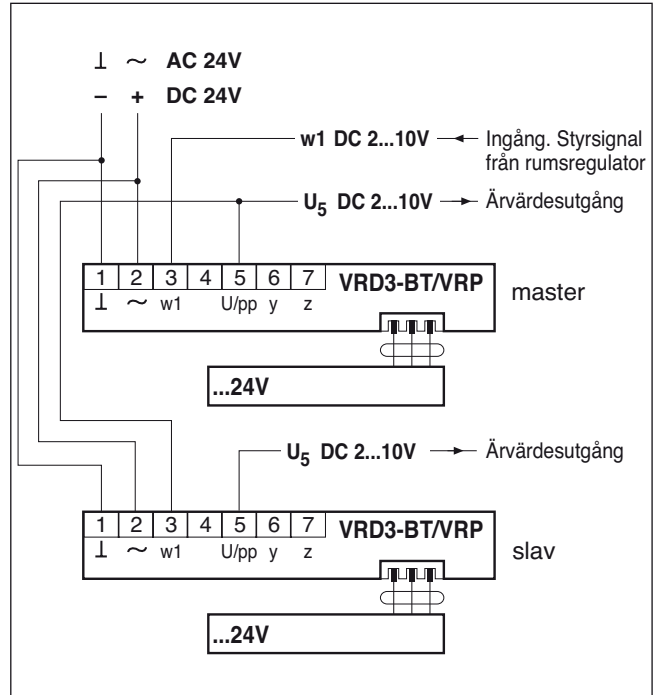 ⊥ ~ AC 24V
– + DC 24V
w1 DC 2...10V Ingång. Styrsignal
från rumsregulator
U5 DC 2...10V Ärvärdesutgång
1 2 3 4 5 6 7 VRD3-BT/VRP master
⊥ ~ w1 U/pp y z
...24V
U5 DC 2...10V Ärvärdesutgång
1 2 3 4 5 6 7 VRD3-BT/VRP slav
⊥ ~ w1 U/pp y z
...24V